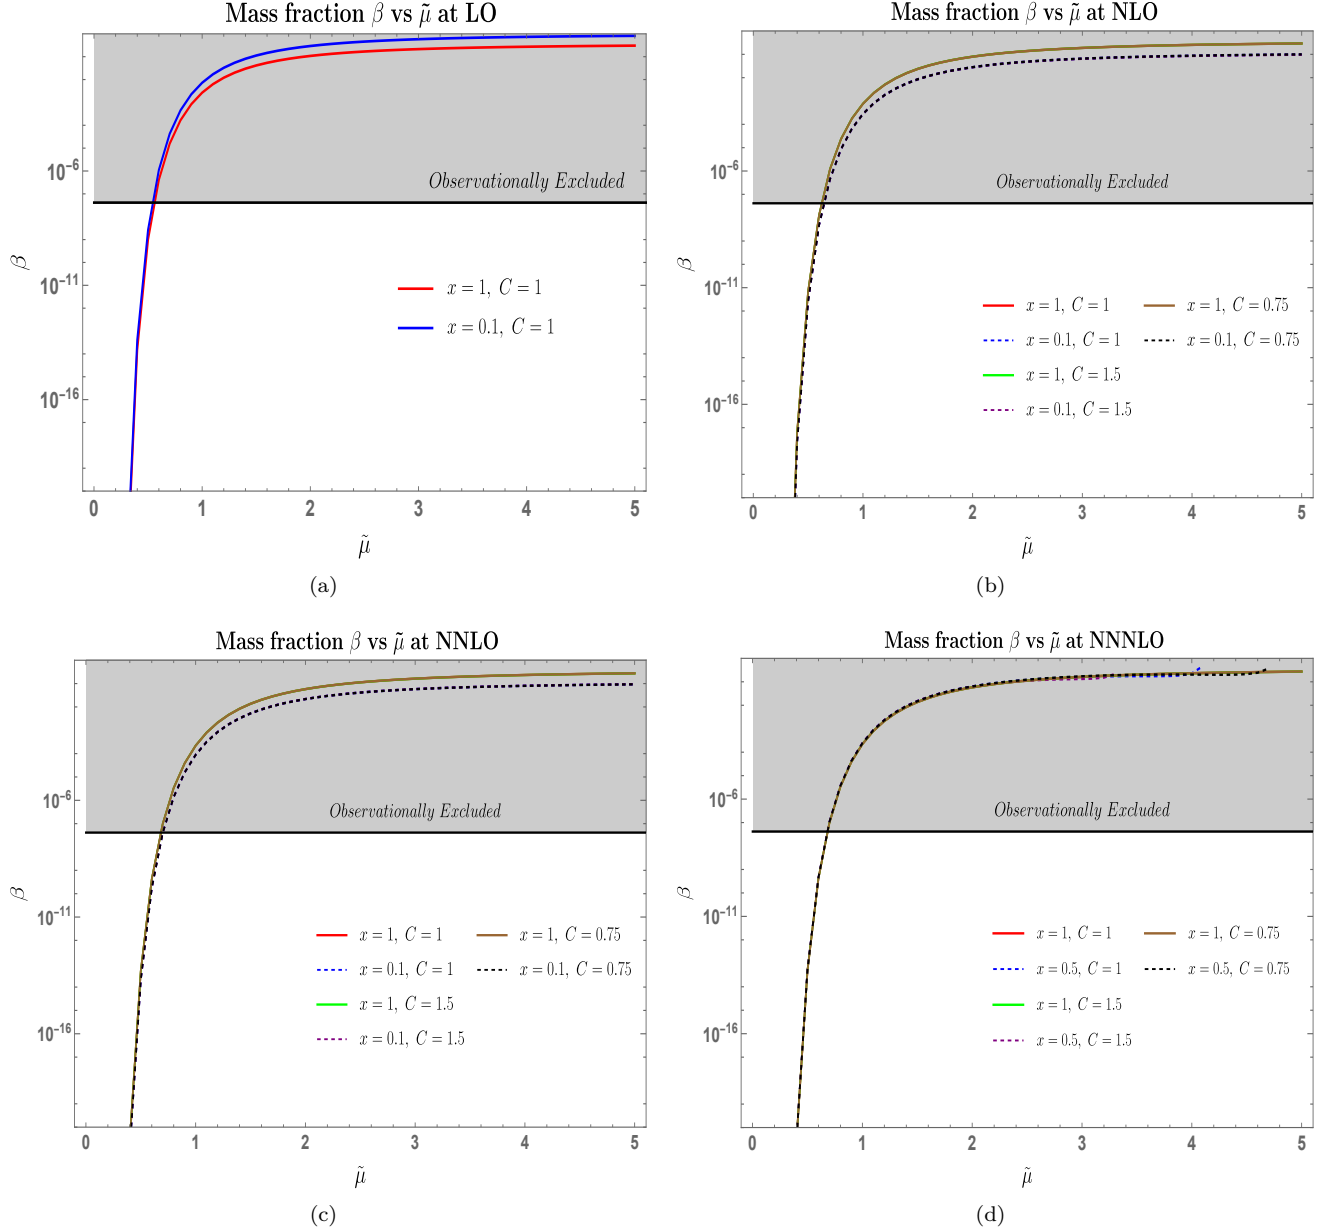 Mass fraction β vs μ̃ at LO
10⁻⁶
10⁻¹¹
10⁻¹⁶
β
Observationally Excluded
x = 1, C = 1
x = 0.1, C = 1
0 1 2 3 4 5
μ̃
(a)
Mass fraction β vs μ̃ at NLO
10⁻⁶
10⁻¹¹
10⁻¹⁶
β
Observationally Excluded
x = 1, C = 1 x = 1, C = 0.75
x = 0.1, C = 1 x = 0.1, C = 0.75
x = 1, C = 1.5
x = 0.1, C = 1.5
0 1 2 3 4 5
μ̃
(b)
Mass fraction β vs μ̃ at NNLO
10⁻⁶
10⁻¹¹
10⁻¹⁶
β
Observationally Excluded
x = 1, C = 1 x = 1, C = 0.75
x = 0.1, C = 1 x = 0.1, C = 0.75
x = 1, C = 1.5
x = 0.1, C = 1.5
0 1 2 3 4 5
μ̃
(c)
Mass fraction β vs μ̃ at NNNLO
10⁻⁶
10⁻¹¹
10⁻¹⁶
β
Observationally Excluded
x = 1, C = 1 x = 1, C = 0.75
x = 0.5, C = 1 x = 0.5, C = 0.75
x = 1, C = 1.5
x = 0.5, C = 1.5
0 1 2 3 4 5
μ̃
(d)